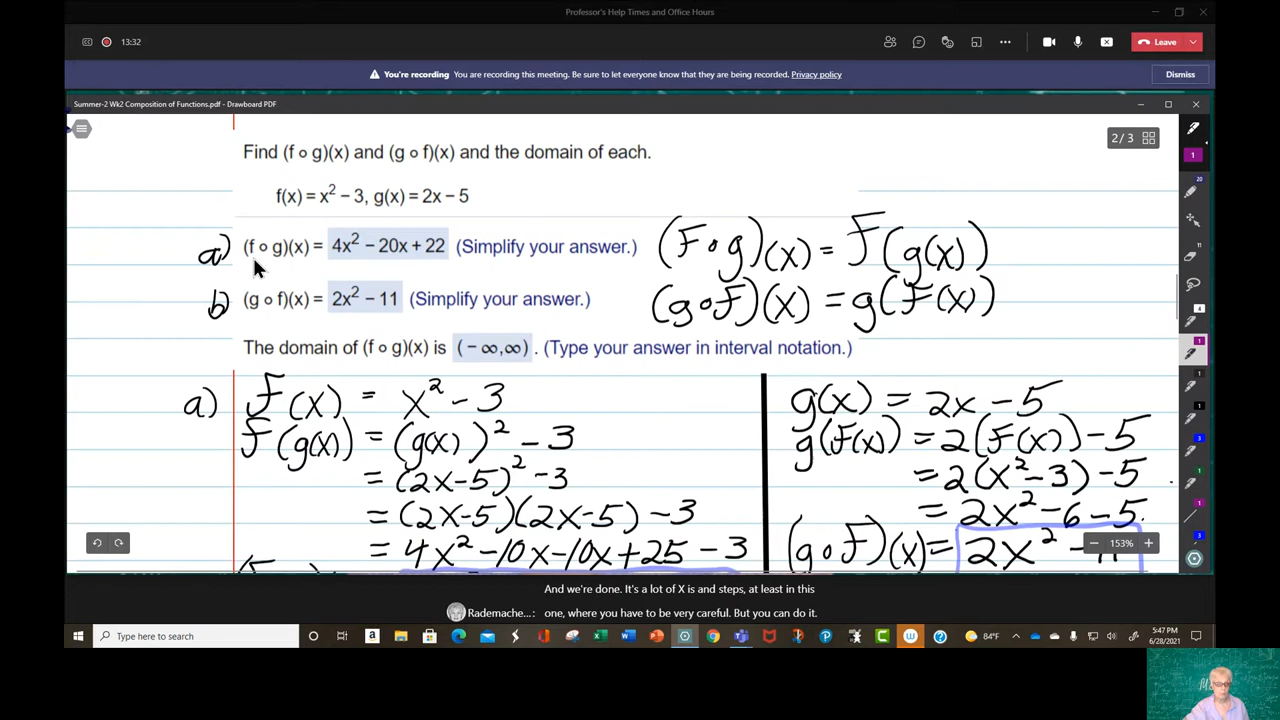 Professor's Help Times and Office Hours
13:32
Leave
You're recording You are recording this meeting. Be sure to let everyone know that they are being recorded. Privacy policy
Dismiss
Summer-2 Wk2 Composition of Functions.pdf - Drawboard PDF
2/3
Find (f ∘ g)(x) and (g ∘ f)(x) and the domain of each.
f(x) = x² − 3, g(x) = 2x − 5
a) (f ∘ g)(x) = 4x² − 20x + 22 (Simplify your answer.)
(F∘g)(x) = F(g(x))
b (g ∘ f)(x) = 2x² − 11 (Simplify your answer.)
(g∘F)(x) = g(F(x))
The domain of (f ∘ g)(x) is (− ∞,∞) . (Type your answer in interval notation.)
a) F(x) = x² − 3
F(g(x)) = (g(x))² − 3
= (2x−5)² −3
= (2x−5)(2x−5) −3
= 4x² −10x−10x+25 −3
g(x) = 2x −5
g(F(x)) = 2(F(x)) −5
= 2(x²−3) −5
= 2x² −6 −5
(g∘F)(x) = 2x² − 11
153%
And we're done. It's a lot of X is and steps, at least in this
Rademache... : one, where you have to be very careful. But you can do it.
Type here to search
84°F
5:47 PM
6/28/2021